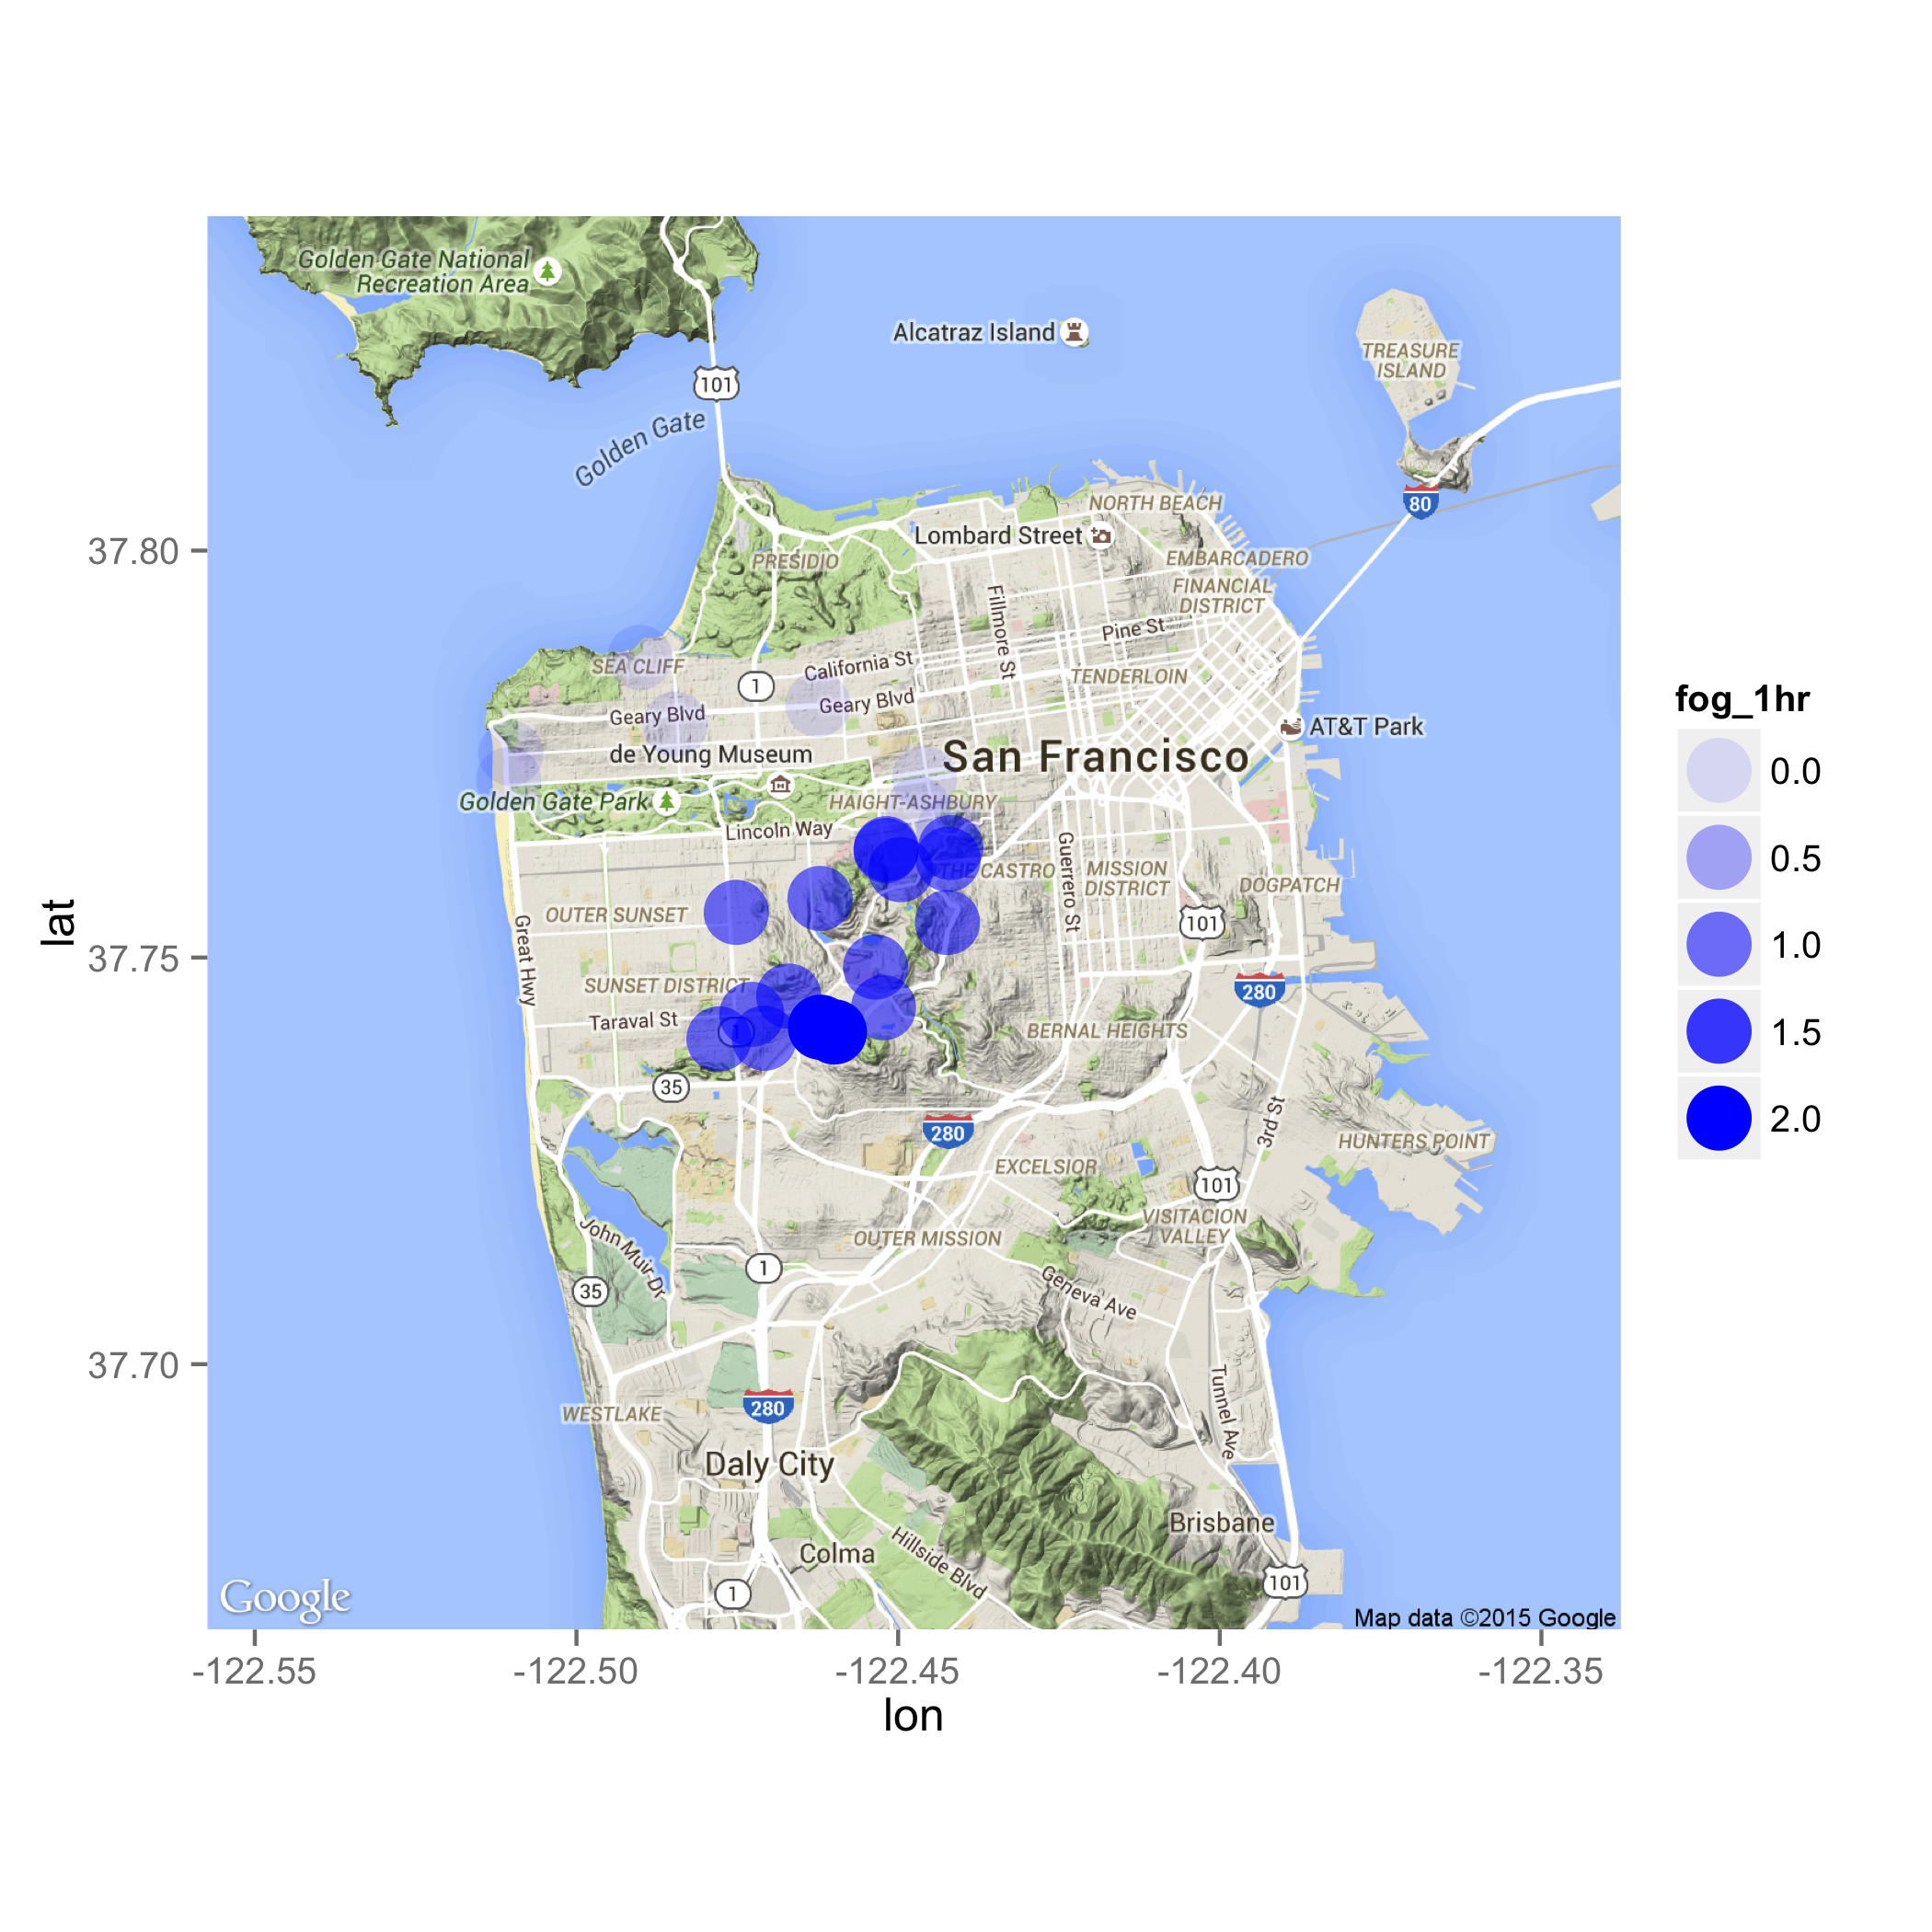 Golden Gate National
Recreation Area
Alcatraz Island
TREASURE
ISLAND
101
Golden Gate
80
NORTH BEACH
Lombard Street
EMBARCADERO
PRESIDIO
FINANCIAL
DISTRICT
Fillmore St
Pine St
SEA CLIFF
California St
TENDERLOIN
1
Geary Blvd
Geary Blvd
AT&T Park
de Young Museum
San Francisco
Golden Gate Park
HAIGHT-ASHBURY
Lincoln Way
THE CASTRO
Guerrero St
MISSION
DISTRICT
DOGPATCH
OUTER SUNSET
101
Great Hwy
SUNSET DISTRICT
280
Taraval St
1
BERNAL HEIGHTS
35
280
3rd St
HUNTERS POINT
EXCELSIOR
101
VISITACION
VALLEY
OUTER MISSION
John Muir Dr
1
35
Geneva Ave
Tunnel Ave
280
WESTLAKE
Daly City
Brisbane
Colma
Hillside Blvd
101
1
Google
Map data ©2015 Google
37.80
37.75
37.70
lat
-122.55
-122.50
-122.45
-122.40
-122.35
lon
fog_1hr
0.0
0.5
1.0
1.5
2.0